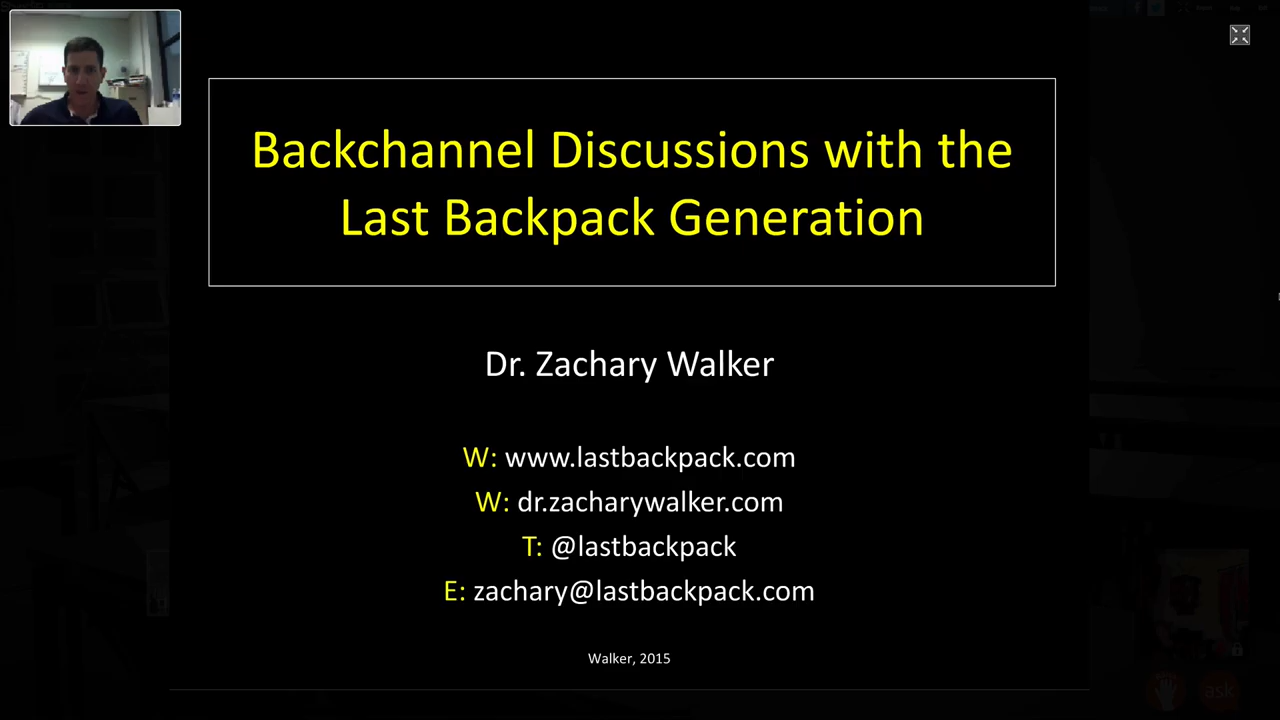 Backchannel Discussions with the
Last Backpack Generation
Dr. Zachary Walker
W: www.lastbackpack.com
W: dr.zacharywalker.com
T: @lastbackpack
E: zachary@lastbackpack.com
Walker, 2015
ask